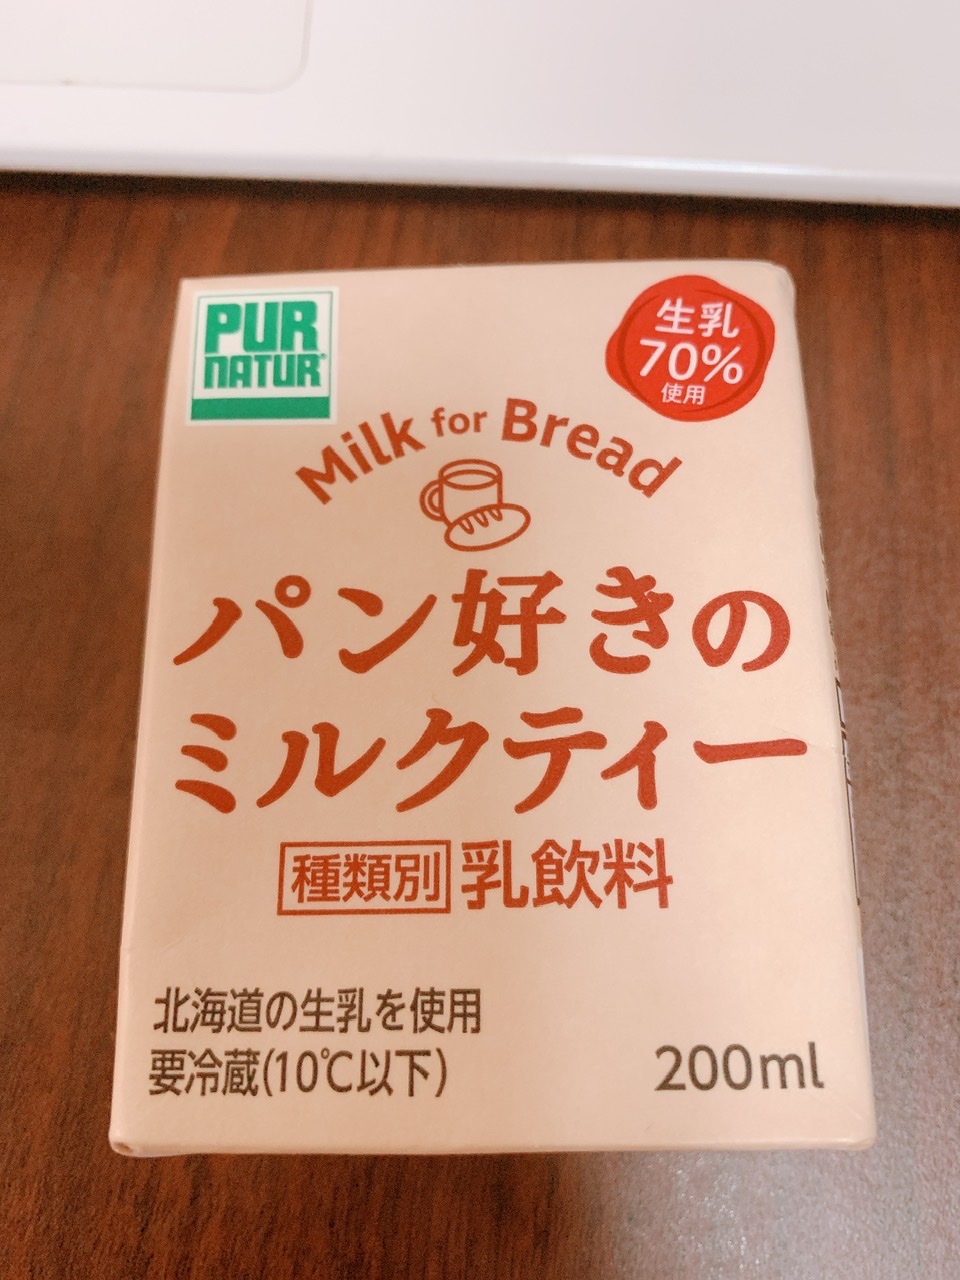 PUR
NATUR®
生乳
70%
使用
Milk for Bread
パン好きの
ミルクティー
種類別 乳飲料
北海道の生乳を使用
要冷蔵(10℃以下)
200ml